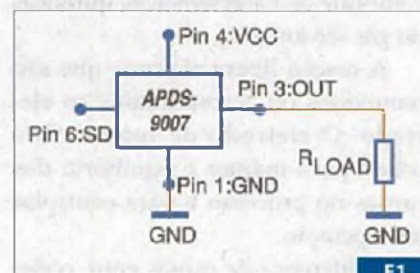 Pin 4:VCC
APDS-
9007
Pin 3:OUT
Pin 6:SD
RLOAD
Pin 1:GND
GND
GND
F1